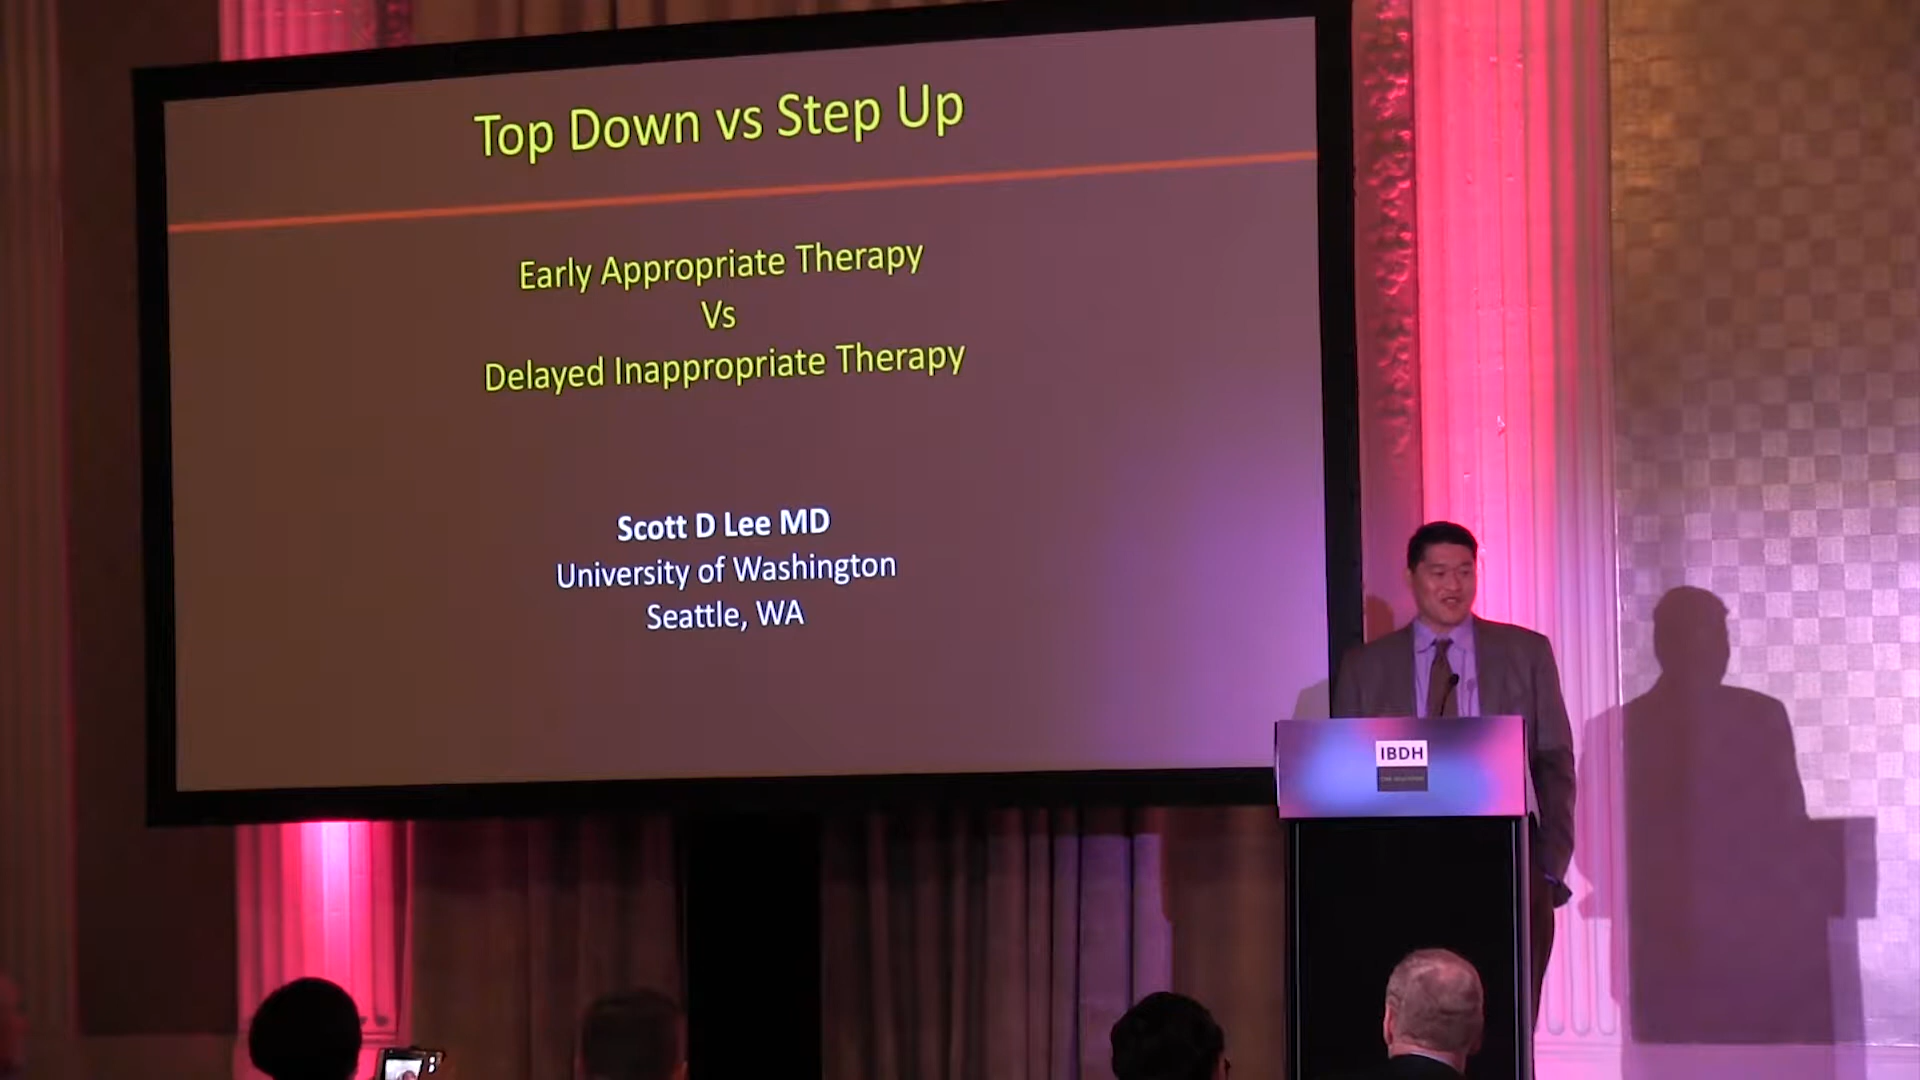 Top Down vs Step Up
Early Appropriate Therapy
Vs
Delayed Inappropriate Therapy
Scott D Lee MD
University of Washington
Seattle, WA
IBDH